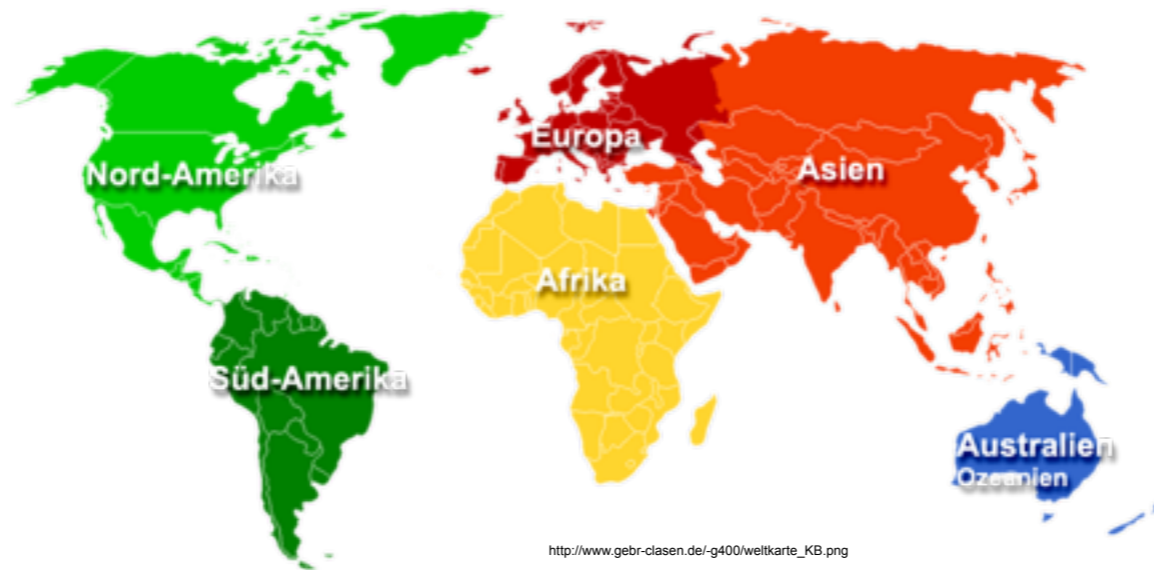 Europa
Nord-Amerika
Asien
Afrika
Süd-Amerika
Australien
Ozeanien
http://www.gebr-clasen.de/-g400/weltkarte_KB.png